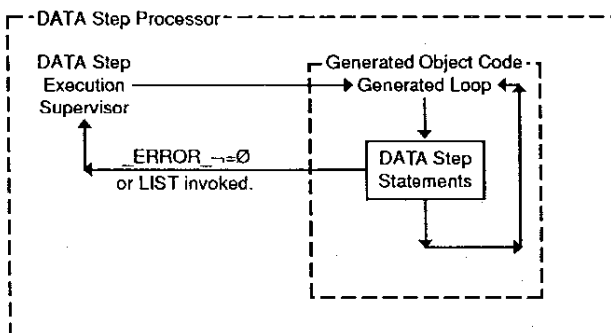 DATA Step Processor
DATA Step
Execution
Supervisor
Generated Object Code
Generated Loop
_ERROR_¬=Ø
or LIST invoked.
DATA Step
Statements